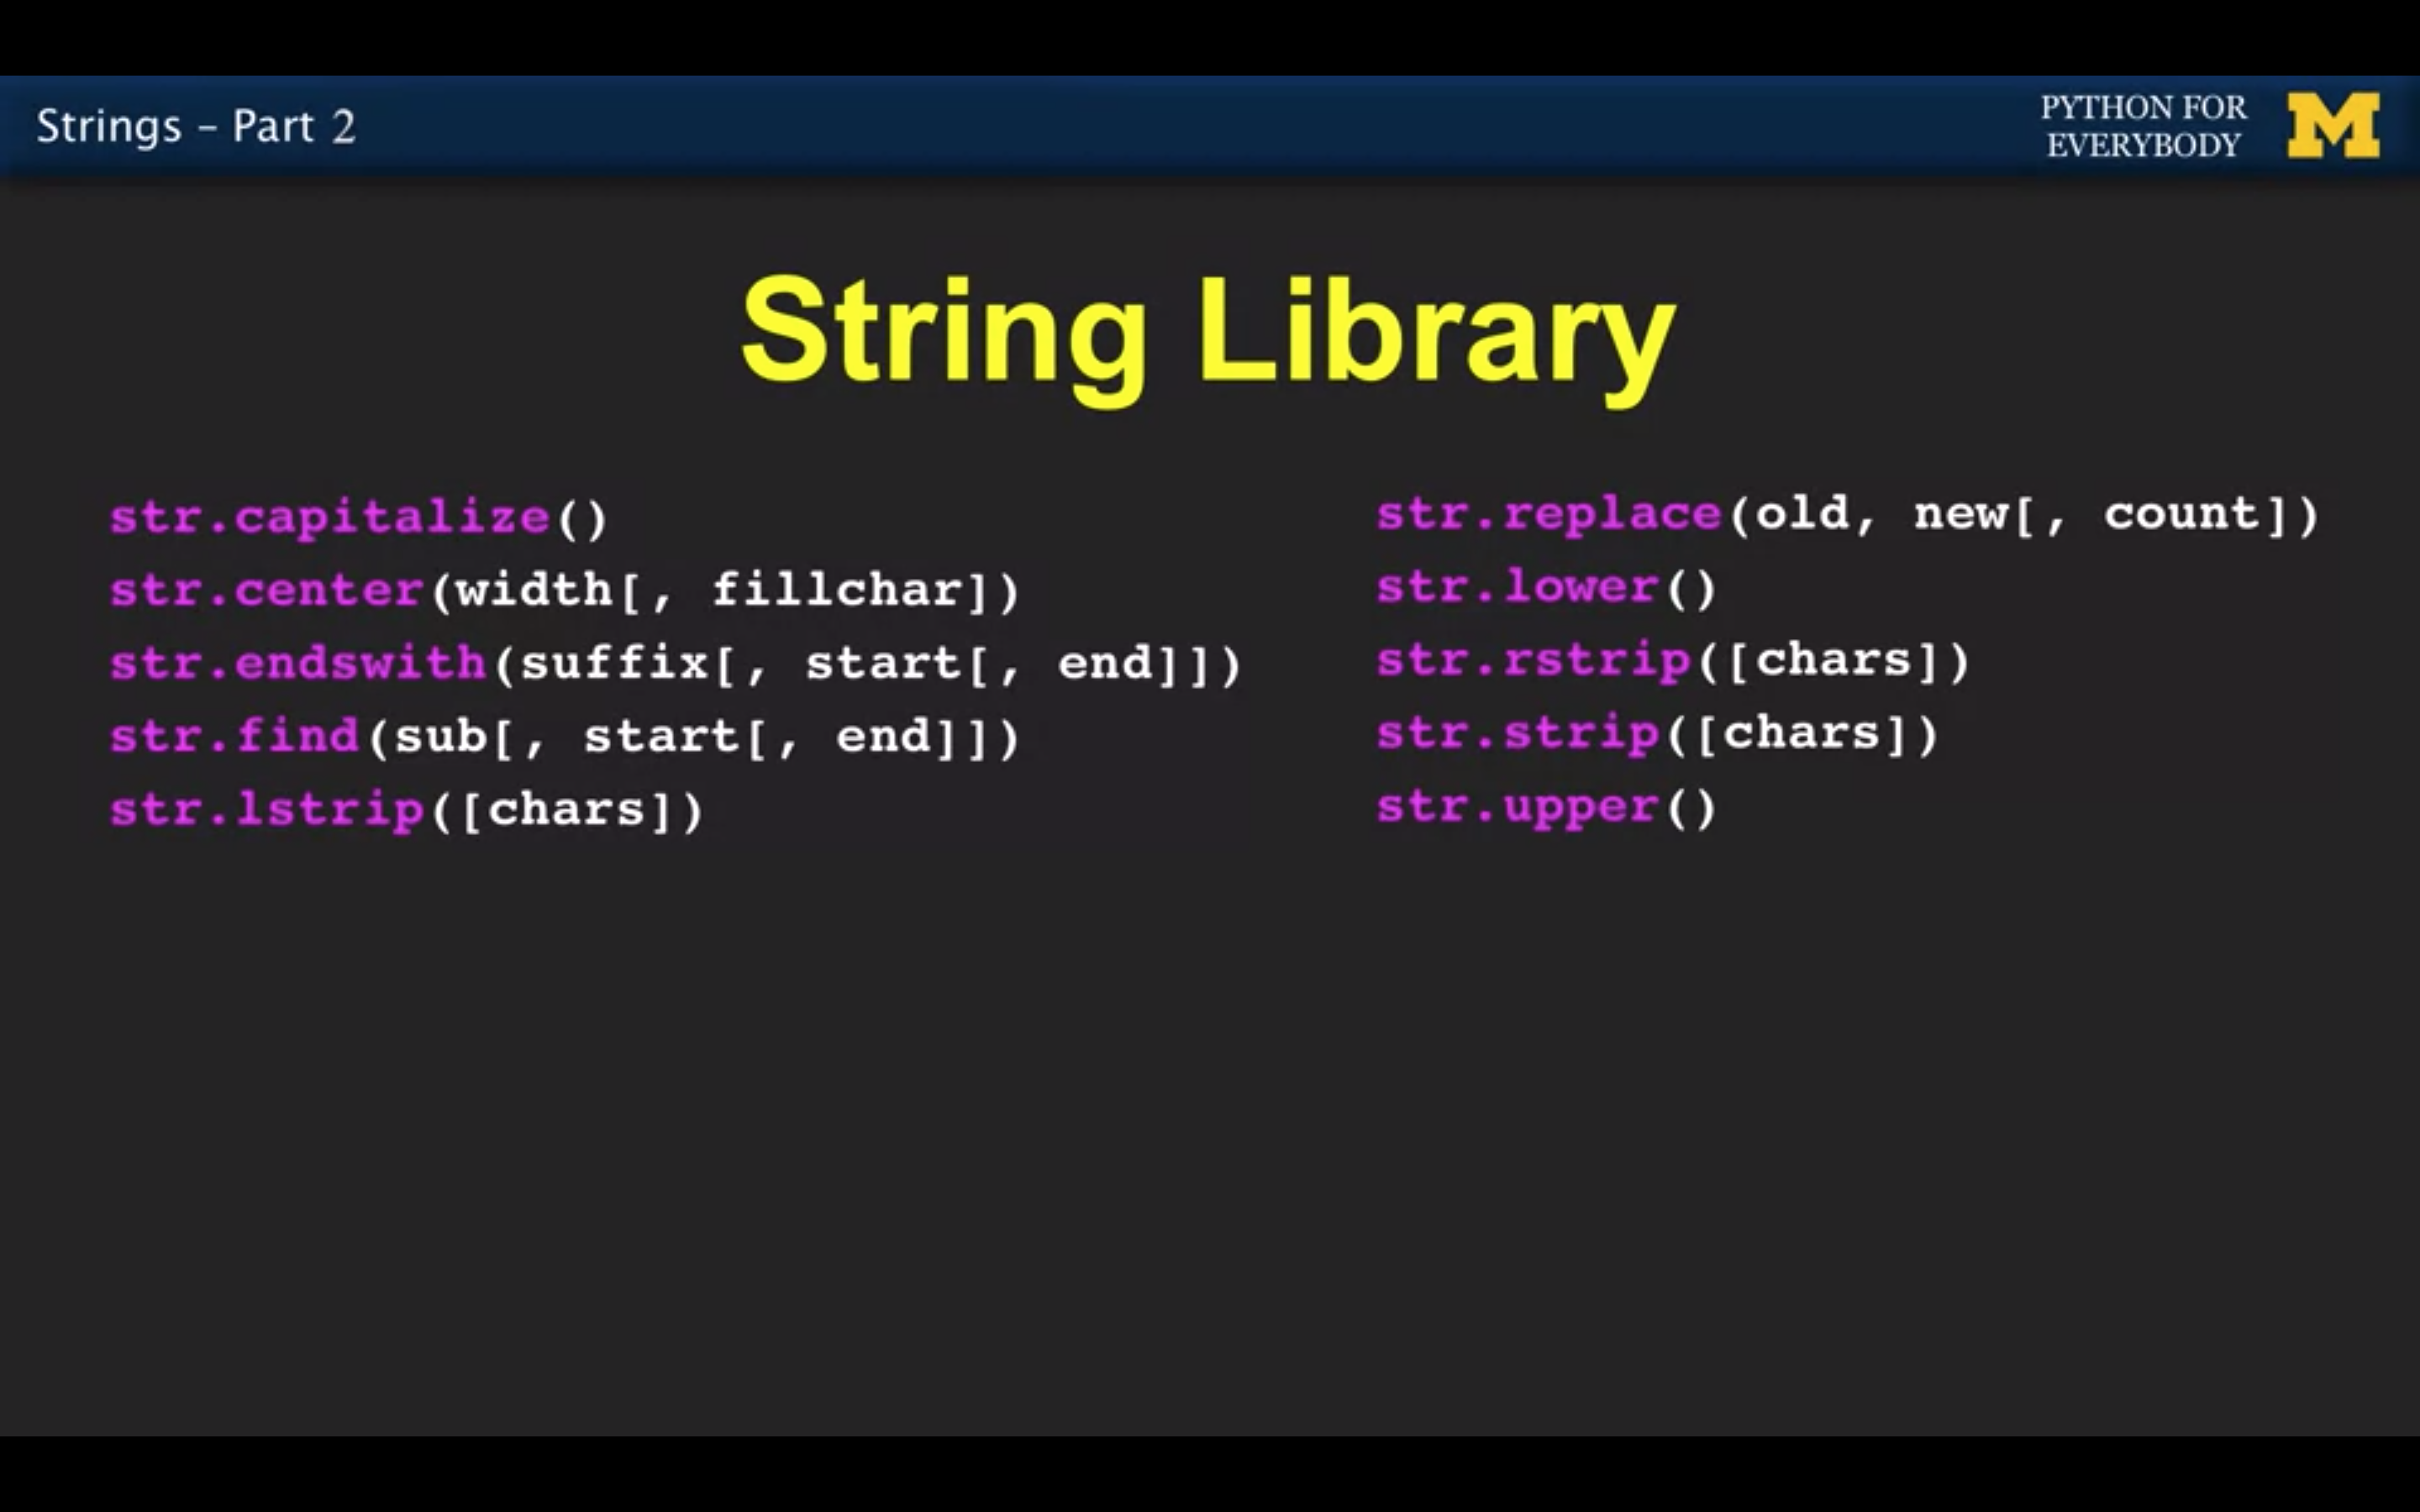 Strings – Part 2
PYTHON FOR
EVERYBODY
M
String Library
str.capitalize()
str.center(width[, fillchar])
str.endswith(suffix[, start[, end]])
str.find(sub[, start[, end]])
str.lstrip([chars])
str.replace(old, new[, count])
str.lower()
str.rstrip([chars])
str.strip([chars])
str.upper()